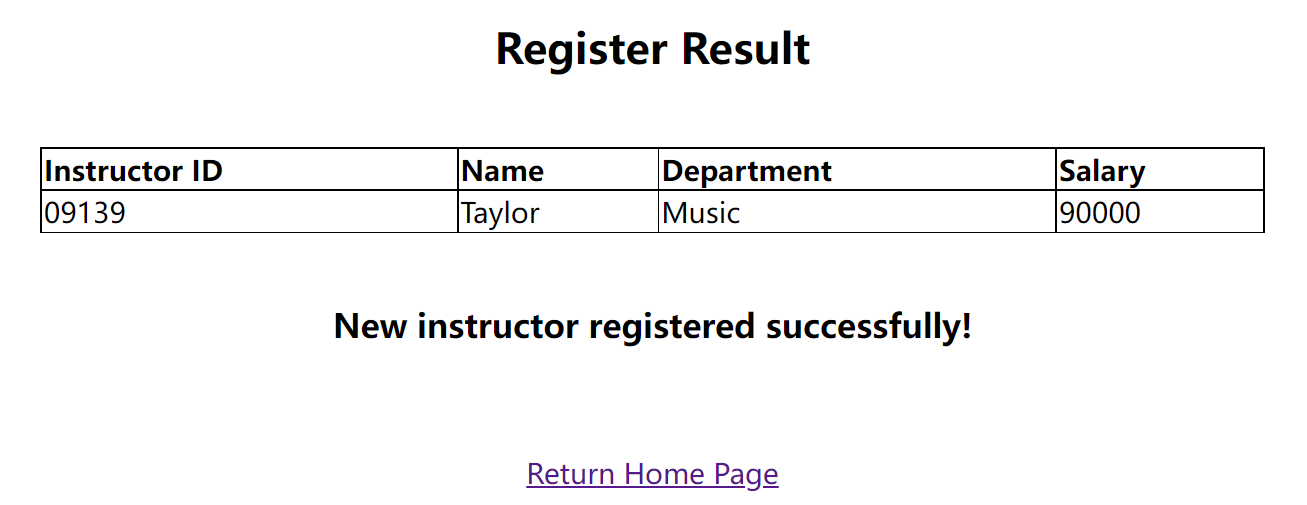 Register Result
Instructor ID Name Department Salary
09139 Taylor Music 90000
New instructor registered successfully!
Return Home Page